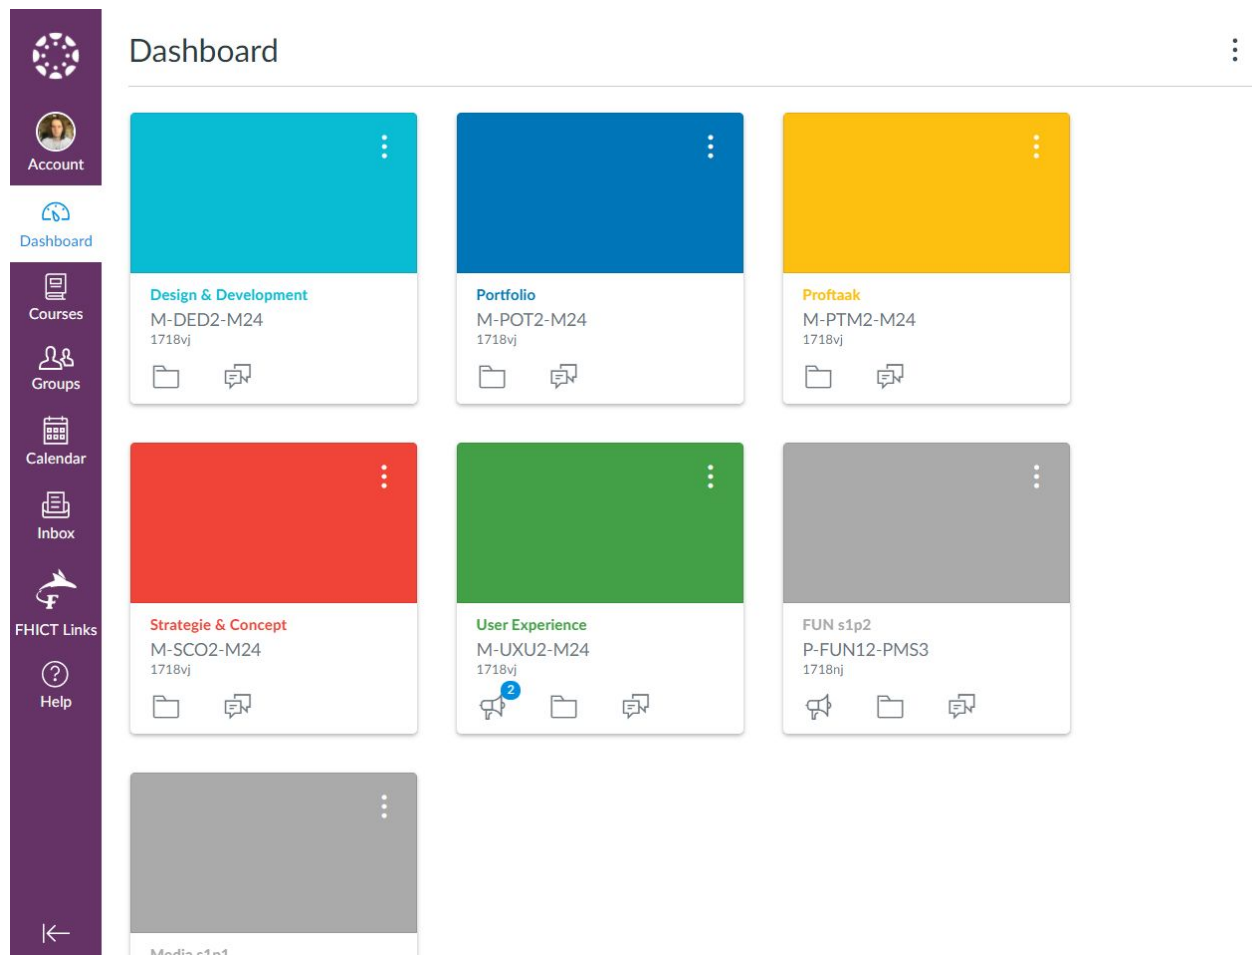 Dashboard
Account
Dashboard
Courses
Groups
Calendar
Inbox
F
FHICT Links
Help
Design & Development
M-DED2-M24
1718vj
Portfolio
M-POT2-M24
1718vj
Proftaak
M-PTM2-M24
1718vj
Strategie & Concept
M-SCO2-M24
1718vj
User Experience
M-UXU2-M24
1718vj
2
FUN s1p2
P-FUN12-PMS3
1718nj
Media s1p1